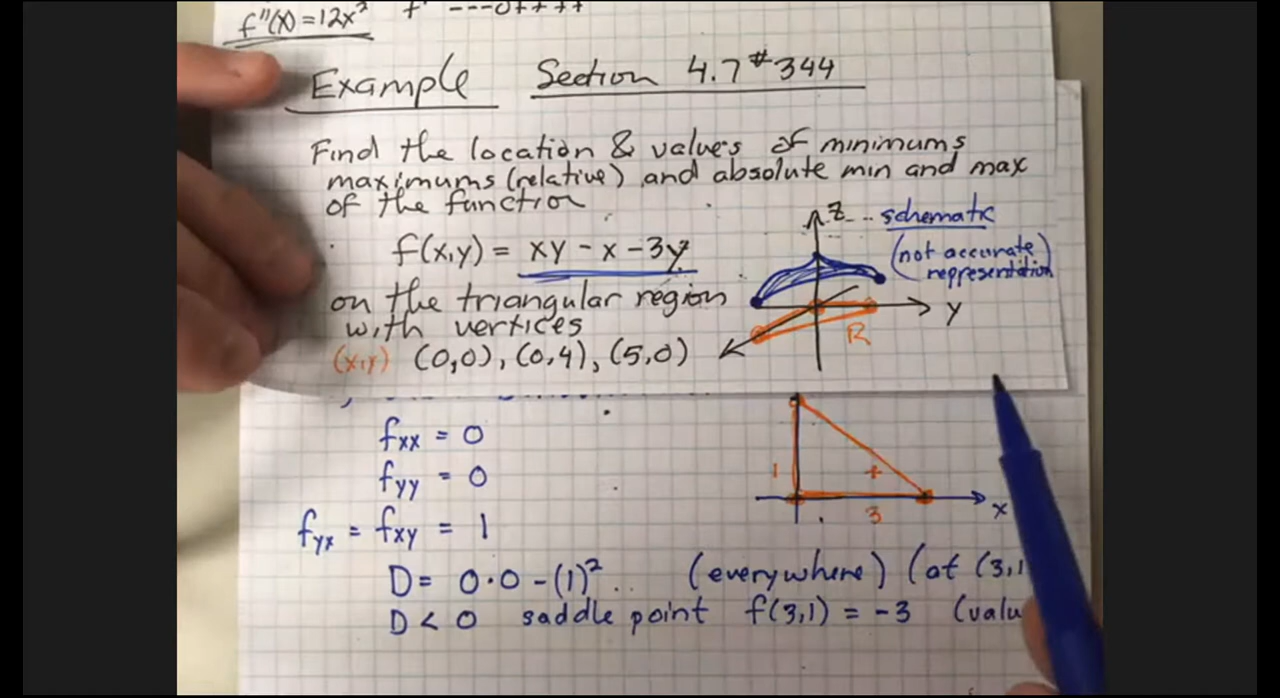 f''(x) = 12x²
Example Section 4.7 #344
Find the location & values of minimums
maximums (relative) and absolute min and max
of the function
f(x,y) = xy - x - 3y
on the triangular region
with vertices
(x,y) (0,0), (0,4), (5,0)
z
schematic
(not accurate
representation)
y
R
fxx = 0
fyy = 0
fyx = fxy = 1
1
+
3
x
D = 0·0 - (1)² (everywhere) (at (3,1
D < 0 saddle point f(3,1) = -3 (valu